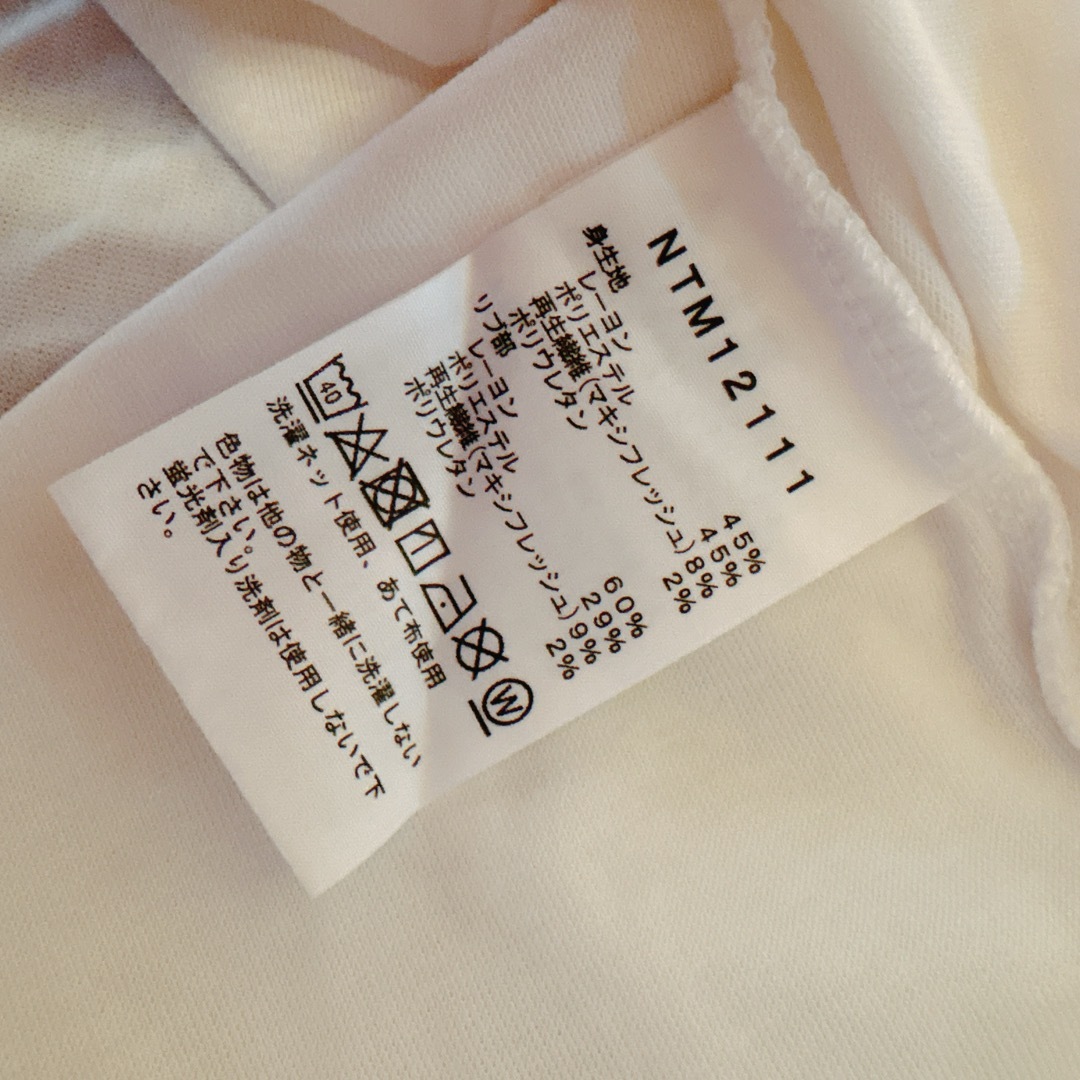 NTM12111
身生地
レーヨン 45%
ポリエステル 45%
再生繊維(マキシフレッシュ) 8%
ポリウレタン 2%
リブ部
レーヨン 60%
ポリエステル 29%
再生繊維(マキシフレッシュ) 9%
ポリウレタン 2%
40
W
洗濯ネット使用、あて布使用
色物は他の物と一緒に洗濯しない
で下さい。
蛍光剤入り洗剤は使用しないで下
さい。